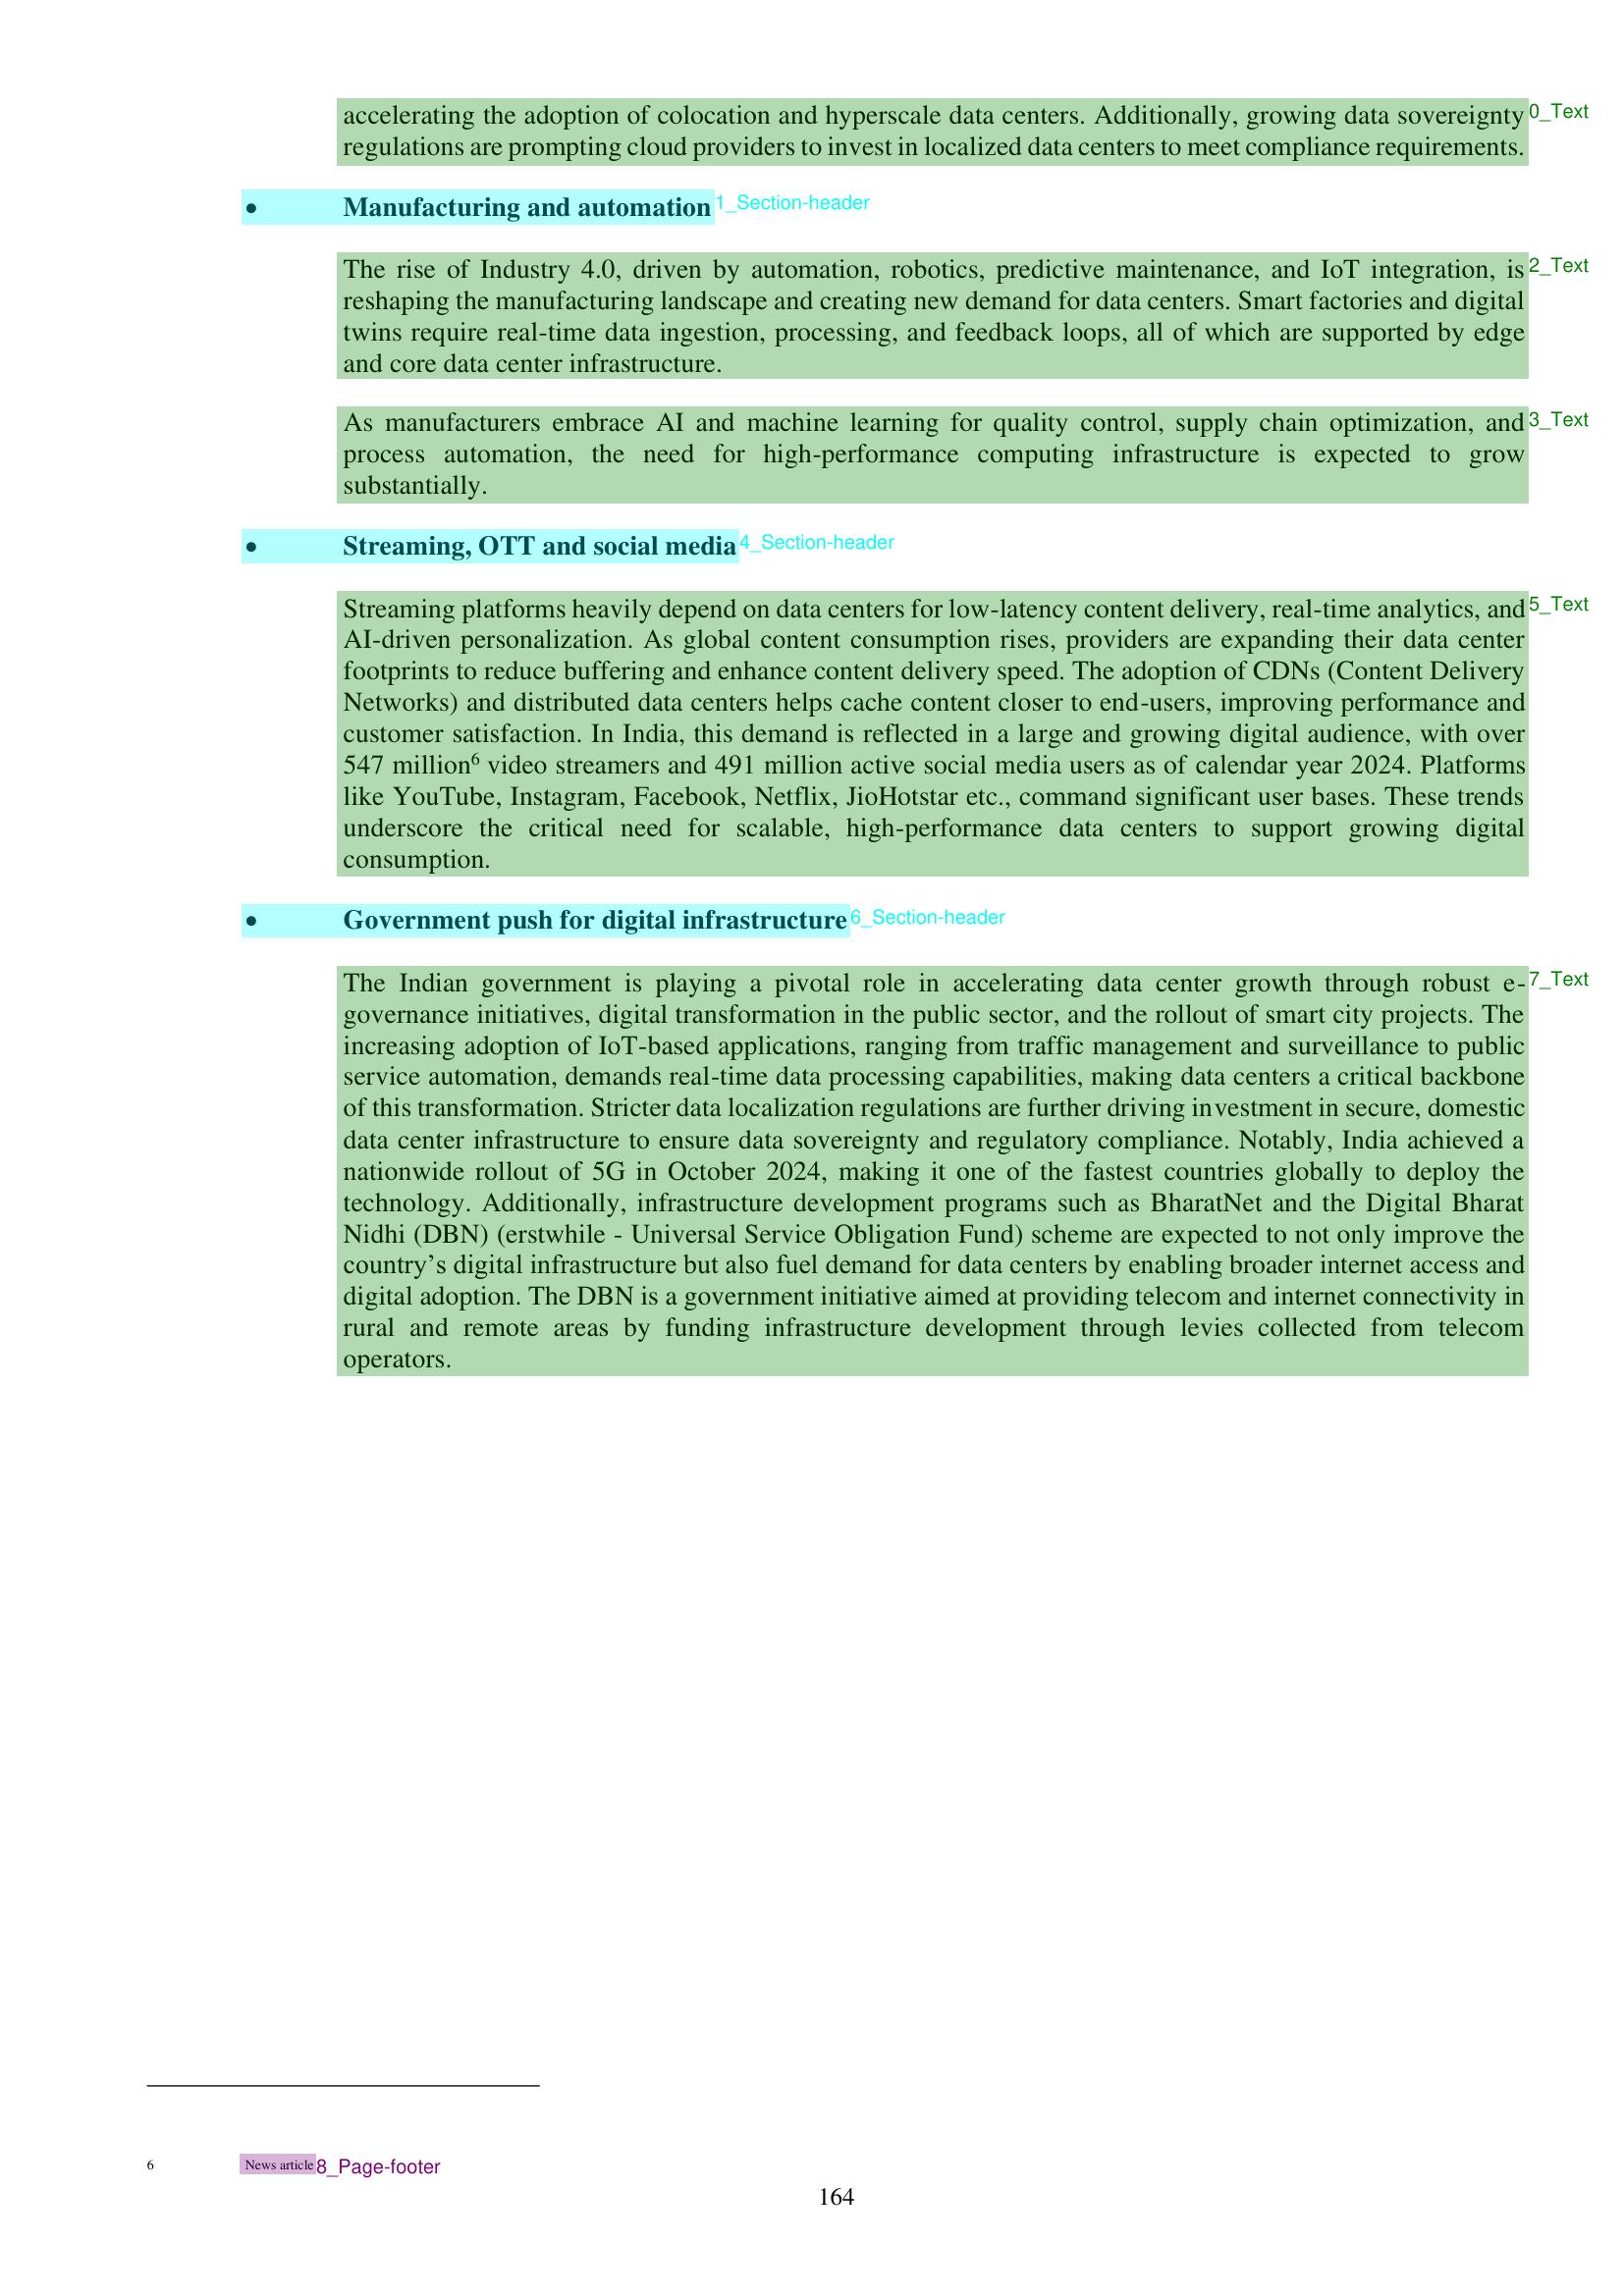 accelerating the adoption of colocation and hyperscale data centers. Additionally, growing data sovereignty 0_Text
regulations are prompting cloud providers to invest in localized data centers to meet compliance requirements.
• Manufacturing and automation 1_Section-header
The rise of Industry 4.0, driven by automation, robotics, predictive maintenance, and IoT integration, is 2_Text
reshaping the manufacturing landscape and creating new demand for data centers. Smart factories and digital
twins require real-time data ingestion, processing, and feedback loops, all of which are supported by edge
and core data center infrastructure.
As manufacturers embrace AI and machine learning for quality control, supply chain optimization, and 3_Text
process automation, the need for high-performance computing infrastructure is expected to grow
substantially.
• Streaming, OTT and social media 4_Section-header
Streaming platforms heavily depend on data centers for low-latency content delivery, real-time analytics, and 5_Text
AI-driven personalization. As global content consumption rises, providers are expanding their data center
footprints to reduce buffering and enhance content delivery speed. The adoption of CDNs (Content Delivery
Networks) and distributed data centers helps cache content closer to end-users, improving performance and
customer satisfaction. In India, this demand is reflected in a large and growing digital audience, with over
547 million⁶ video streamers and 491 million active social media users as of calendar year 2024. Platforms
like YouTube, Instagram, Facebook, Netflix, JioHotstar etc., command significant user bases. These trends
underscore the critical need for scalable, high-performance data centers to support growing digital
consumption.
• Government push for digital infrastructure 6_Section-header
The Indian government is playing a pivotal role in accelerating data center growth through robust e- 7_Text
governance initiatives, digital transformation in the public sector, and the rollout of smart city projects. The
increasing adoption of IoT-based applications, ranging from traffic management and surveillance to public
service automation, demands real-time data processing capabilities, making data centers a critical backbone
of this transformation. Stricter data localization regulations are further driving investment in secure, domestic
data center infrastructure to ensure data sovereignty and regulatory compliance. Notably, India achieved a
nationwide rollout of 5G in October 2024, making it one of the fastest countries globally to deploy the
technology. Additionally, infrastructure development programs such as BharatNet and the Digital Bharat
Nidhi (DBN) (erstwhile - Universal Service Obligation Fund) scheme are expected to not only improve the
country’s digital infrastructure but also fuel demand for data centers by enabling broader internet access and
digital adoption. The DBN is a government initiative aimed at providing telecom and internet connectivity in
rural and remote areas by funding infrastructure development through levies collected from telecom
operators.
6 News article 8_Page-footer
164